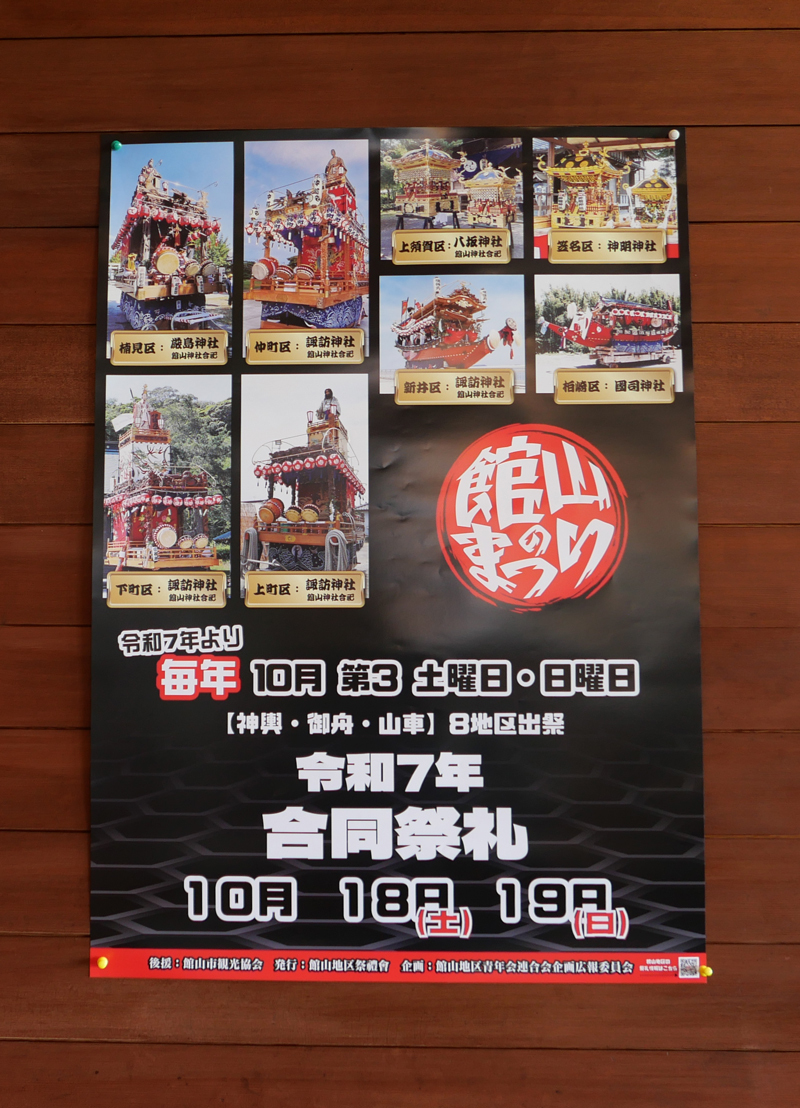 上須賀区：八坂神社
館山神社合祀
笠名区：神明神社
楠見区：厳島神社
館山神社合祀
仲町区：諏訪神社
館山神社合祀
新井区：諏訪神社
館山神社合祀
柏崎区：國司神社
下町区：諏訪神社
館山神社合祀
上町区：諏訪神社
館山神社合祀
館山
の
まつり
令和7年より
毎年 10月 第3 土曜日・日曜日
【神輿・御舟・山車】8地区出祭
令和7年
合同祭礼
10月 18日(土) 19日(日)
後援：館山市観光協会 発行：館山地区祭禮會 企画：館山地区青年会連合会企画広報委員会